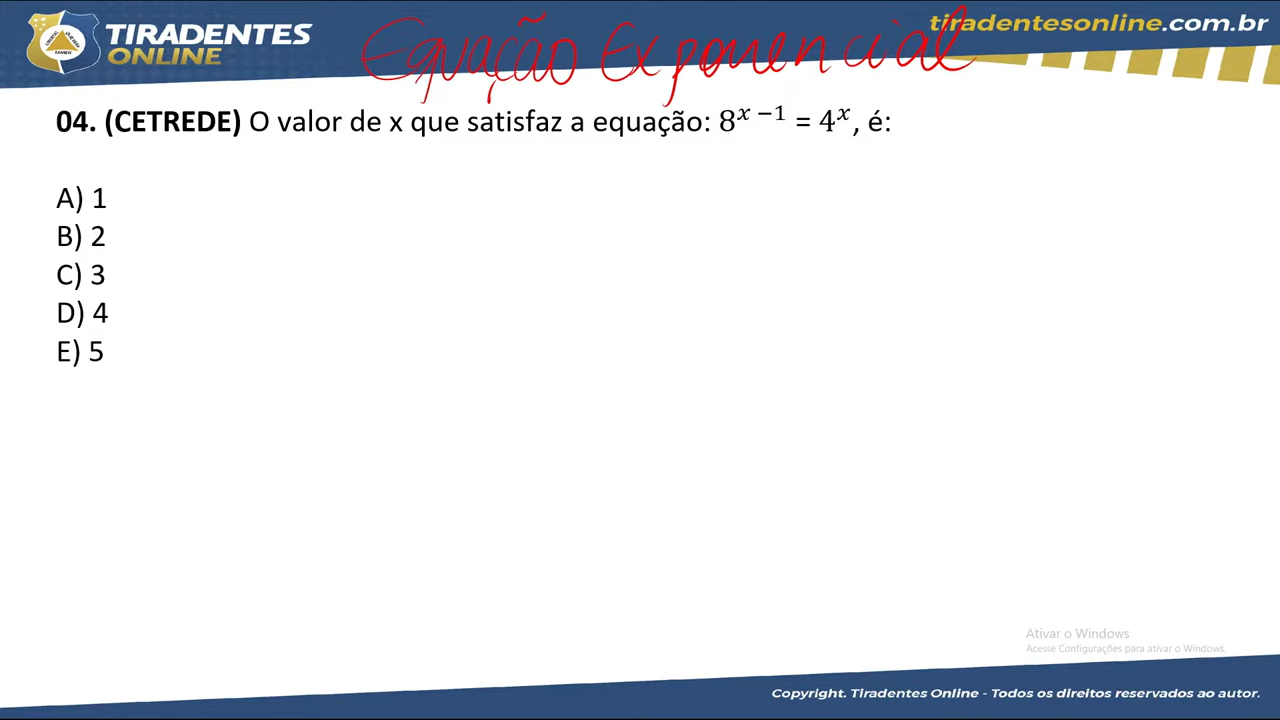 TIRADENTES
ONLINE
Equação Exponencial
tiradentesonline.com.br
04. (CETREDE) O valor de x que satisfaz a equação: 8^{x −1} = 4^x, é:
A) 1
B) 2
C) 3
D) 4
E) 5
Ativar o Windows
Acesse Configurações para ativar o Windows.
Copyright. Tiradentes Online - Todos os direitos reservados ao autor.